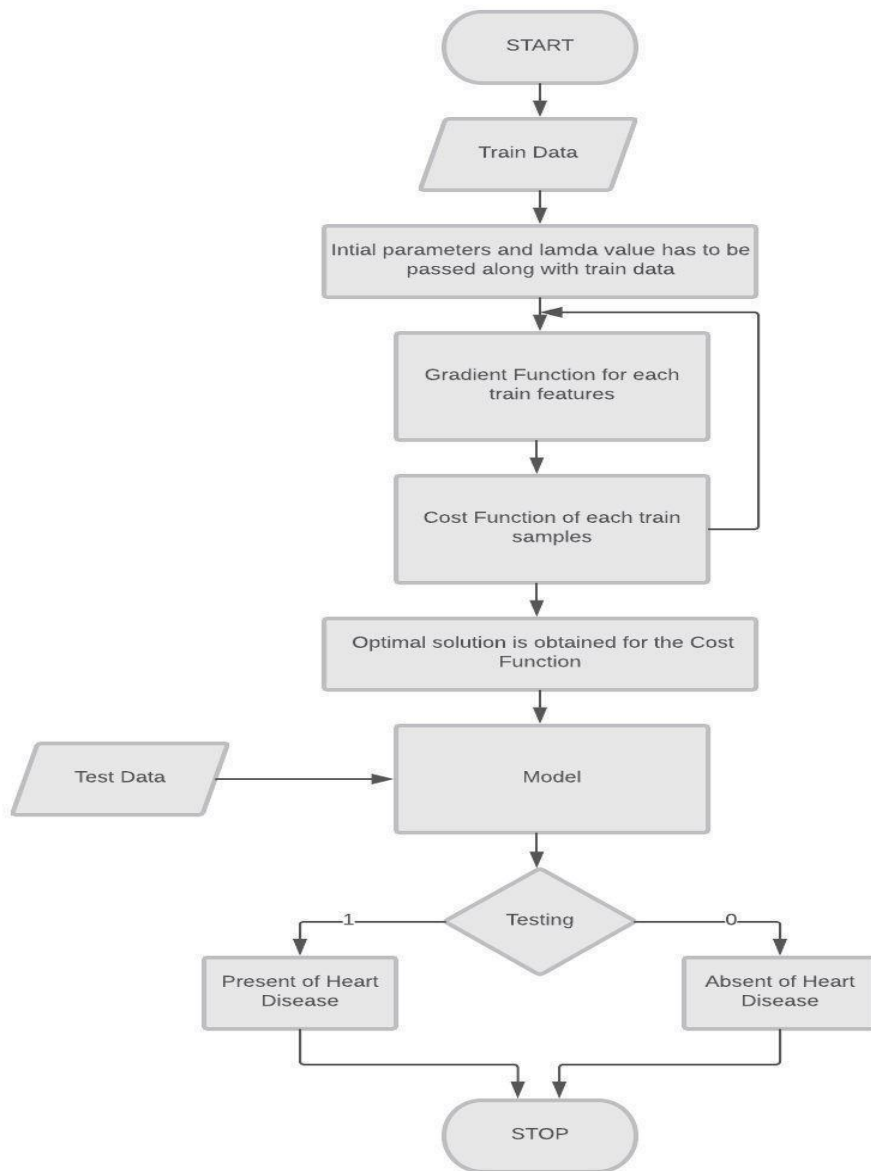 START
Train Data
Intial parameters and lamda value has to be
passed along with train data
Gradient Function for each
train features
Cost Function of each train
samples
Optimal solution is obtained for the Cost
Function
Test Data
Model
Testing
1
0
Present of Heart
Disease
Absent of Heart
Disease
STOP